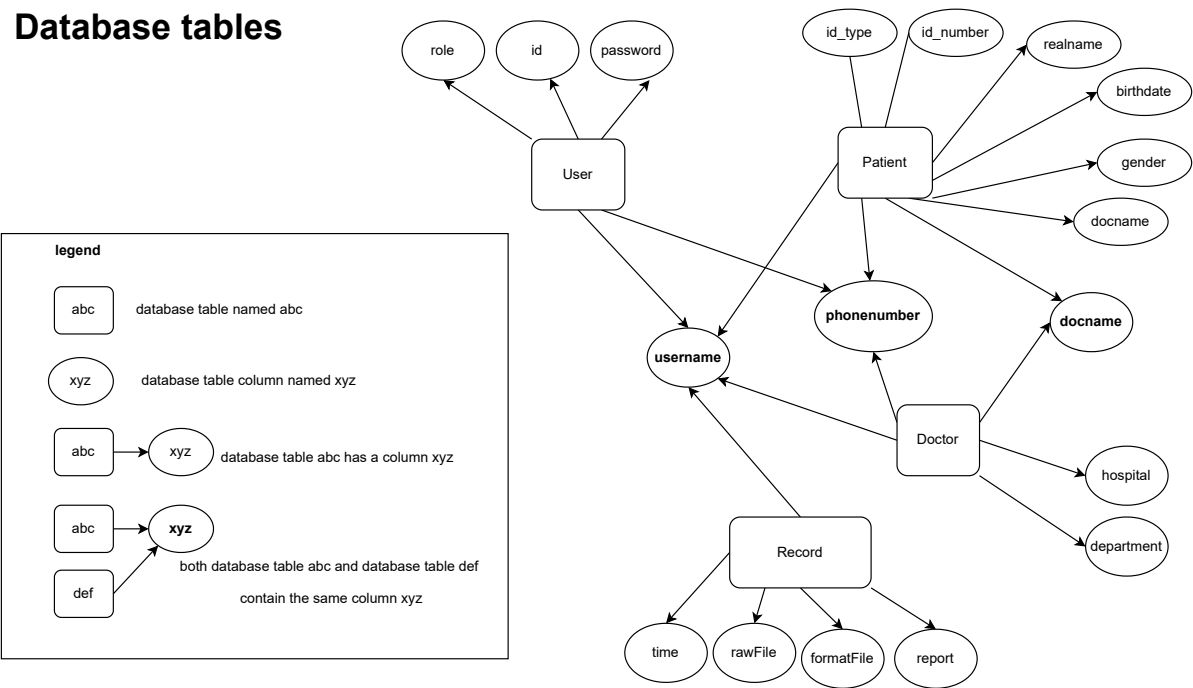 Database tables
role
id
password
id_type
id_number
realname
birthdate
gender
docname
User
Patient
legend
abc
database table named abc
xyz
database table column named xyz
abc
xyz
database table abc has a column xyz
abc
xyz
def
both database table abc and database table def
contain the same column xyz
phonenumber
docname
username
Doctor
hospital
department
Record
time
rawFile
formatFile
report